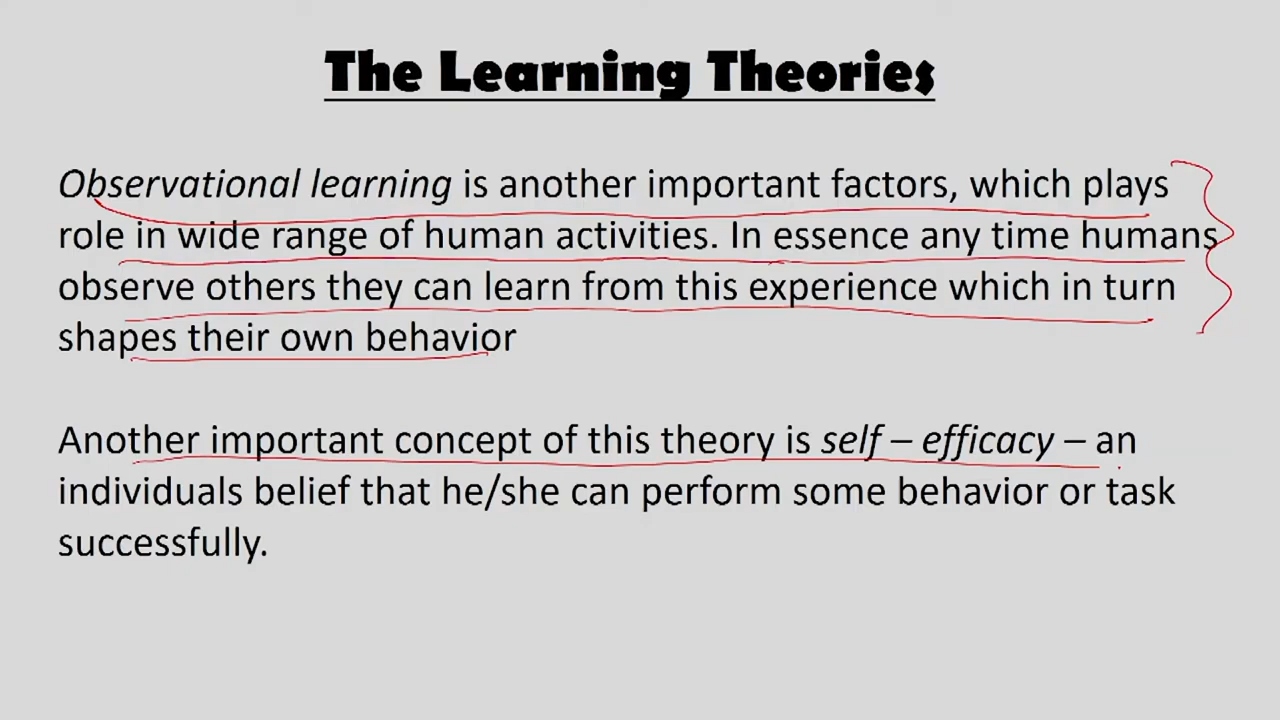 The Learning Theories
Observational learning is another important factors, which plays
role in wide range of human activities. In essence any time humans
observe others they can learn from this experience which in turn
shapes their own behavior
Another important concept of this theory is self – efficacy – an
individuals belief that he/she can perform some behavior or task
successfully.